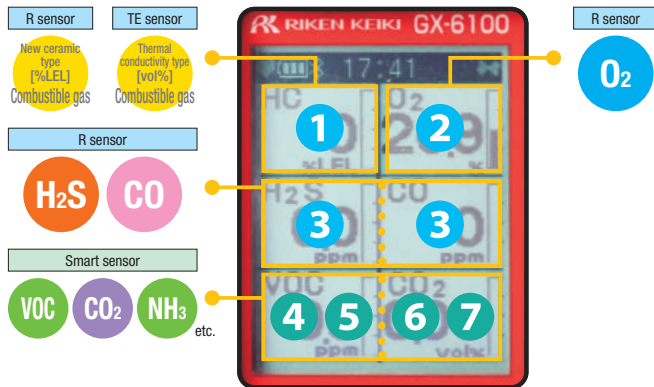 R sensor
TE sensor
New ceramic
type
[%LEL]
Combustible gas
Thermal
conductivity type
[vol%]
Combustible gas
R sensor
H₂S
CO
Smart sensor
VOC
CO₂
NH₃
etc.
RIKEN KEIKI GX-6100
17:41
HC
1
%LEL
O₂
2
%
H₂S
3
ppm
CO
3
ppm
VOC
4
5
ppm
CO₂
6
7
vol%
R sensor
O₂